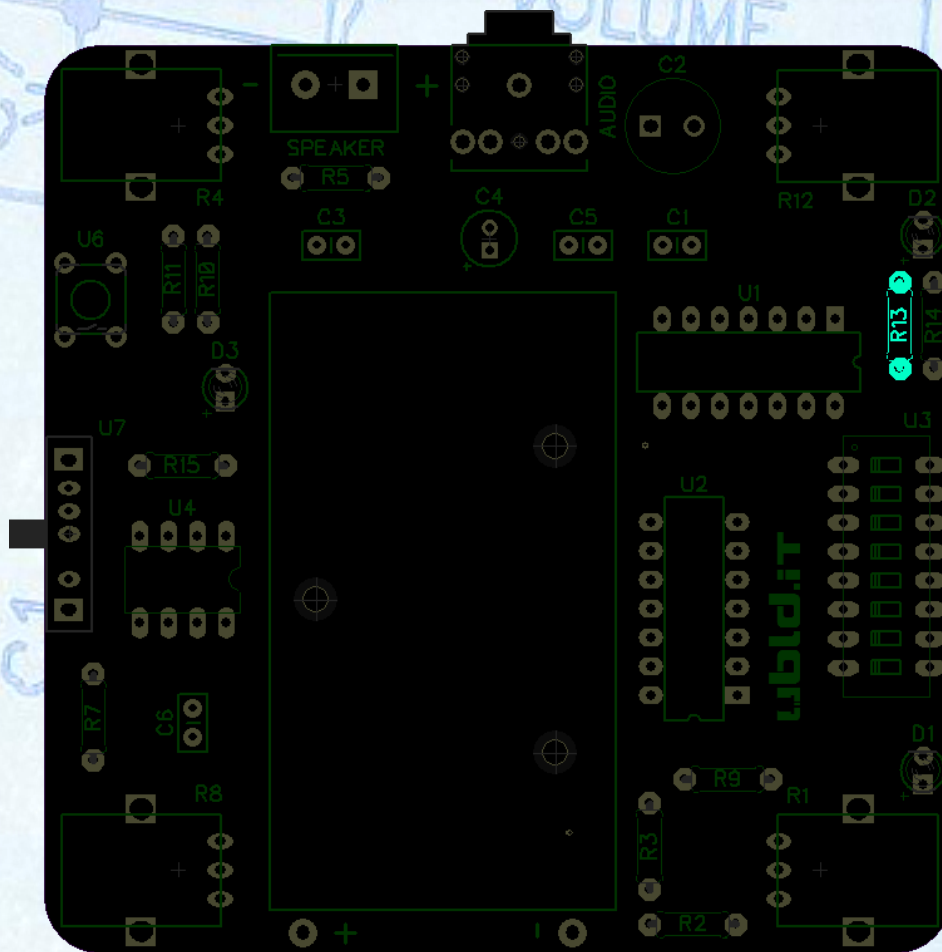 VOLUME
C2
AUDIO
- +
SPEAKER
R5
R4
R12
C4
D2
C3
C5
C1
U6
R11
R10
+
U1
R13
R14
D3
+
U7
U3
R15
U2
U4
ubld.it
R7
C6
D1
R9
R8
R1
+
R3
R2
+ -
C1